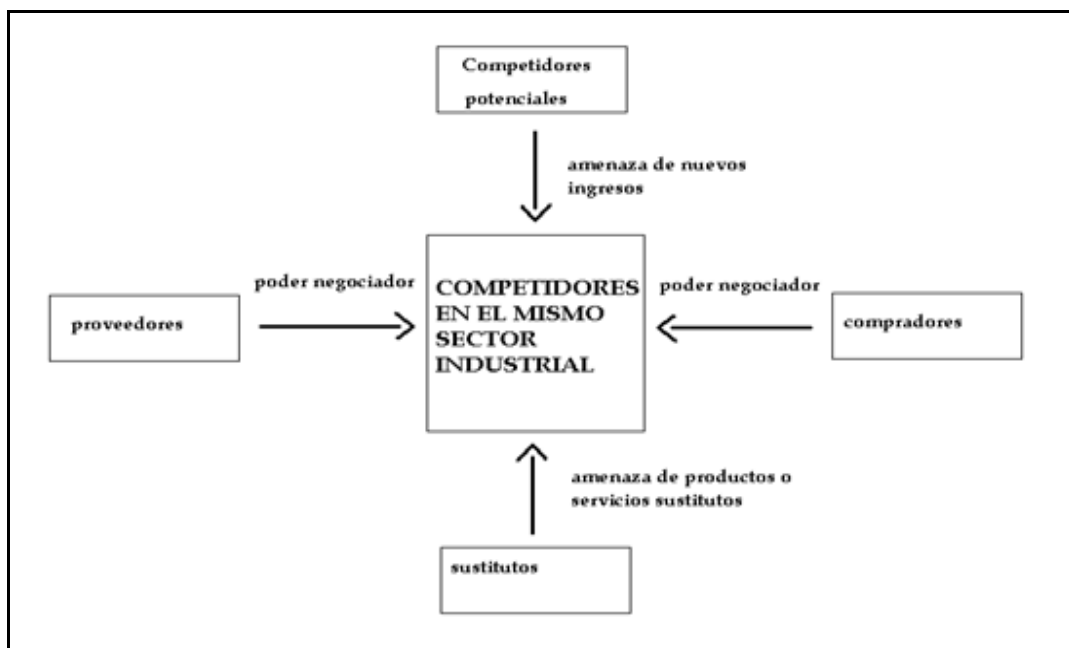 Competidores
potenciales
amenaza de nuevos
ingresos
poder negociador
proveedores
COMPETIDORES
EN EL MISMO
SECTOR
INDUSTRIAL
poder negociador
compradores
amenaza de productos o
servicios sustitutos
sustitutos